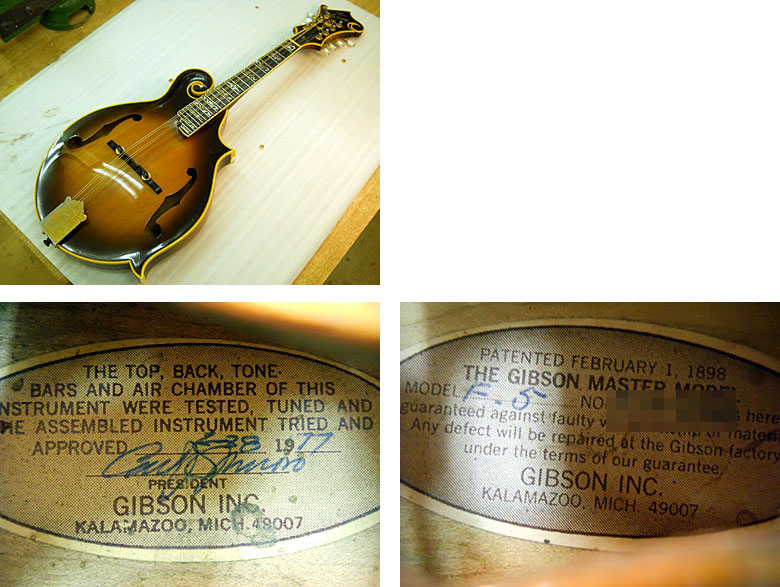 THE TOP, BACK, TONE-
BARS AND AIR CHAMBER OF THIS
INSTRUMENT WERE TESTED, TUNED AND
THE ASSEMBLED INSTRUMENT TRIED AND
APPROVED 1977
PRESIDENT
GIBSON INC.
KALAMAZOO, MICH. 49007
PATENTED FEBRUARY 1, 1898
THE GIBSON MASTER MODEL
MODEL F-5 NO.
guaranteed against faulty here
Any defect will be repaired at the Gibson factory
under the terms of our guarantee.
GIBSON INC.
KALAMAZOO, MICH. 49007